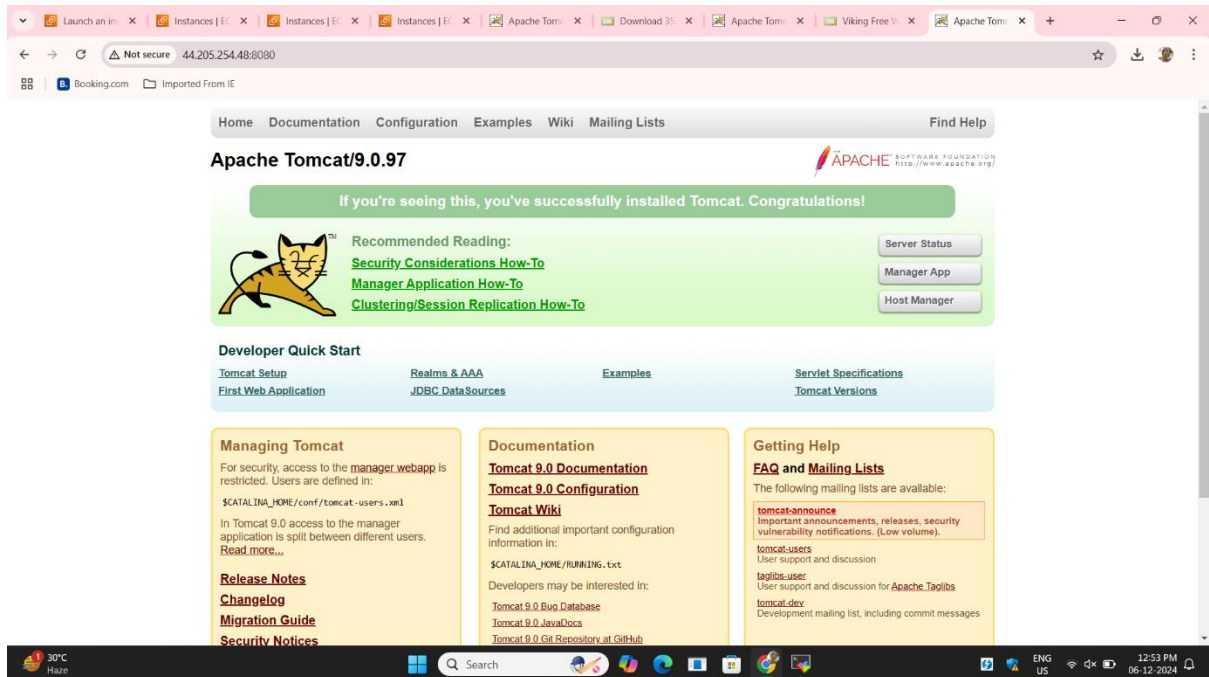 Launch an in
Instances | EC
Instances | EC
Instances | EC
Apache Tomc
Download 35
Apache Tomc
Viking Free W
Apache Tomc
Not secure 44.205.254.48:8080
B. Booking.com Imported From IE
Home Documentation Configuration Examples Wiki Mailing Lists Find Help
Apache Tomcat/9.0.97
APACHE SOFTWARE FOUNDATION
http://www.apache.org/
If you're seeing this, you've successfully installed Tomcat. Congratulations!
TM
Recommended Reading:
Security Considerations How-To
Manager Application How-To
Clustering/Session Replication How-To
Server Status
Manager App
Host Manager
Developer Quick Start
Tomcat Setup
First Web Application
Realms & AAA
JDBC DataSources
Examples
Servlet Specifications
Tomcat Versions
Managing Tomcat
For security, access to the manager webapp is
restricted. Users are defined in:
$CATALINA_HOME/conf/tomcat-users.xml
In Tomcat 9.0 access to the manager
application is split between different users.
Read more...
Release Notes
Changelog
Migration Guide
Security Notices
Documentation
Tomcat 9.0 Documentation
Tomcat 9.0 Configuration
Tomcat Wiki
Find additional important configuration
information in:
$CATALINA_HOME/RUNNING.txt
Developers may be interested in:
Tomcat 9.0 Bug Database
Tomcat 9.0 JavaDocs
Tomcat 9.0 Git Repository at GitHub
Getting Help
FAQ and Mailing Lists
The following mailing lists are available:
tomcat-announce
Important announcements, releases, security
vulnerability notifications. (Low volume).
tomcat-users
User support and discussion
taglibs-user
User support and discussion for Apache Taglibs
tomcat-dev
Development mailing list, including commit messages
1
30°C
Haze
Search
ENG
US
12:53 PM
06-12-2024